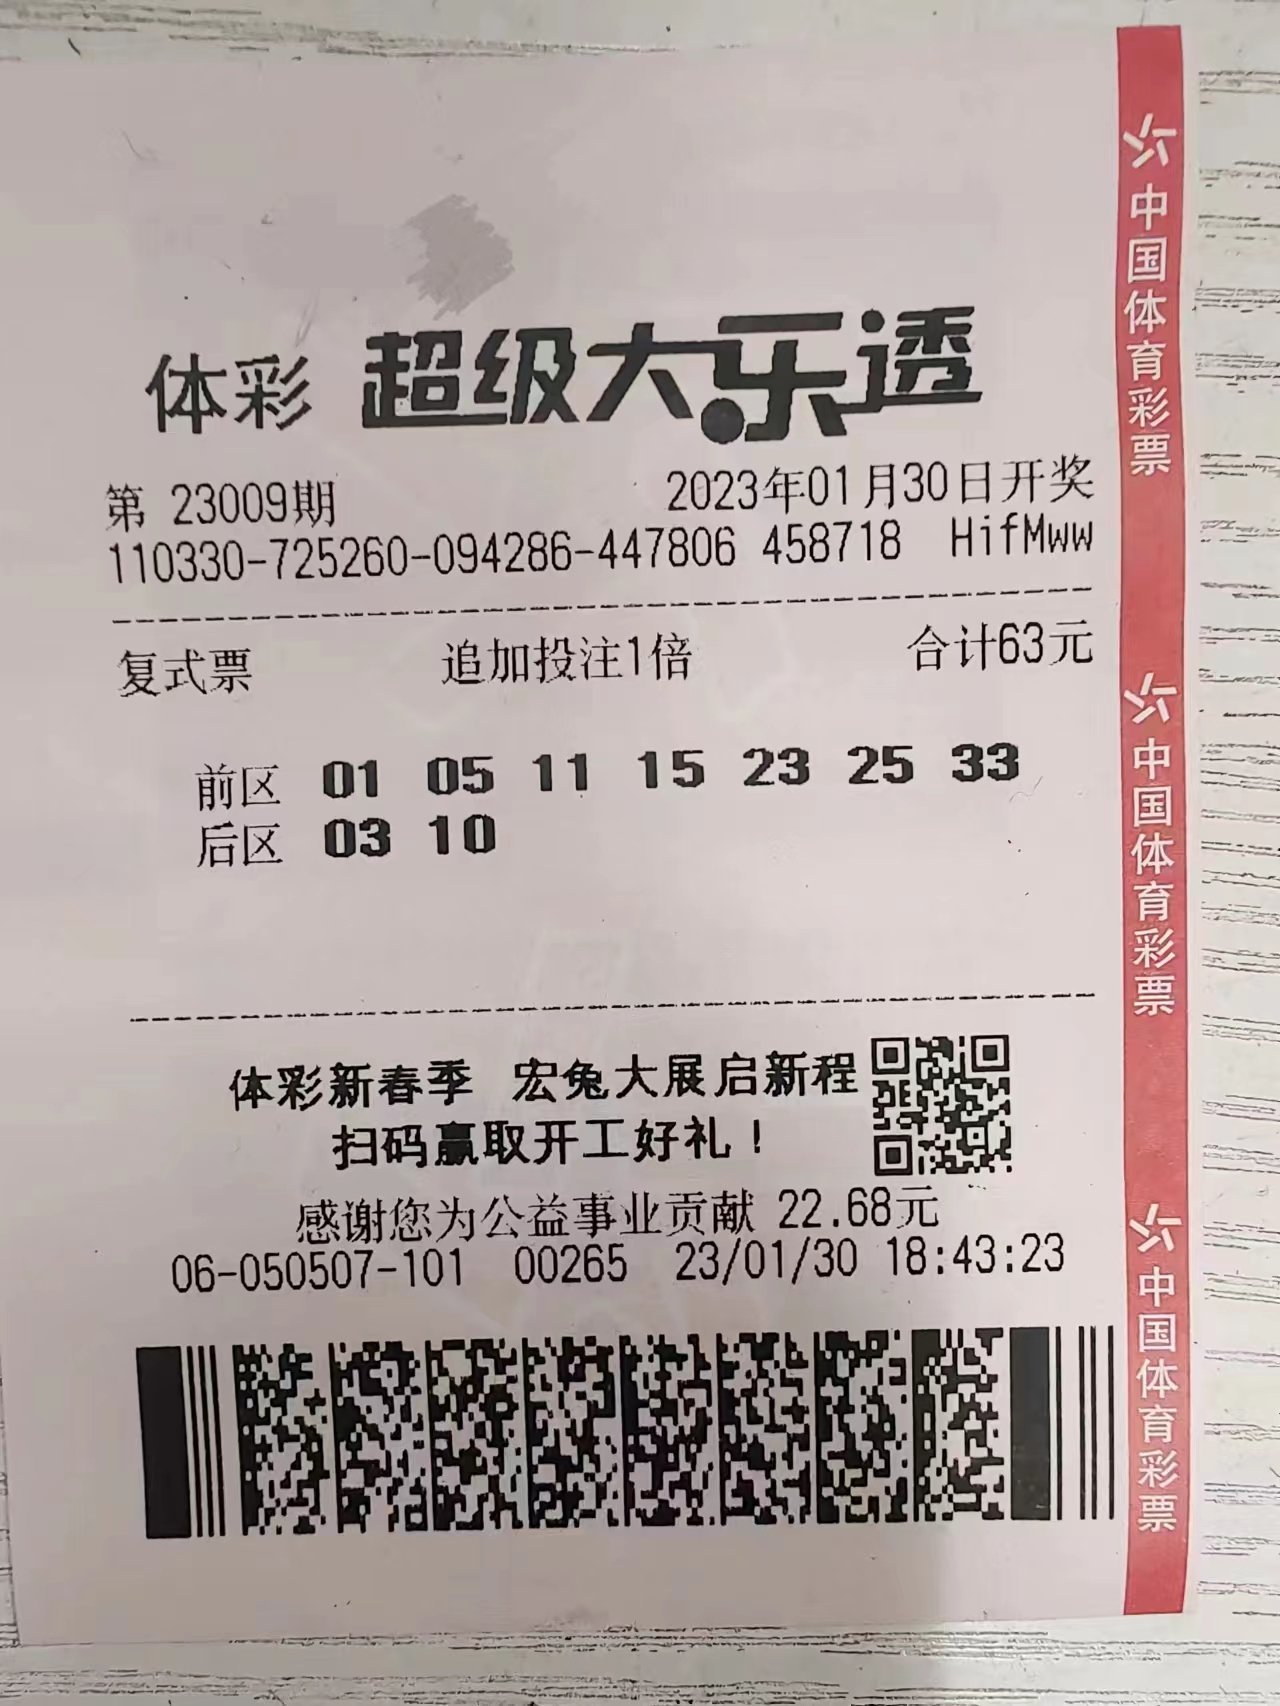 体彩 超级大乐透
第 23009期 2023年01月30日开奖
110330-725260-094286-447806 458718 HifMww
复式票 追加投注1倍 合计63元
前区 01 05 11 15 23 25 33
后区 03 10
体彩新春季 宏兔大展启新程
扫码赢取开工好礼！
感谢您为公益事业贡献 22.68元
06-050507-101 00265 23/01/30 18:43:23
中国体育彩票
中国体育彩票
中国体育彩票